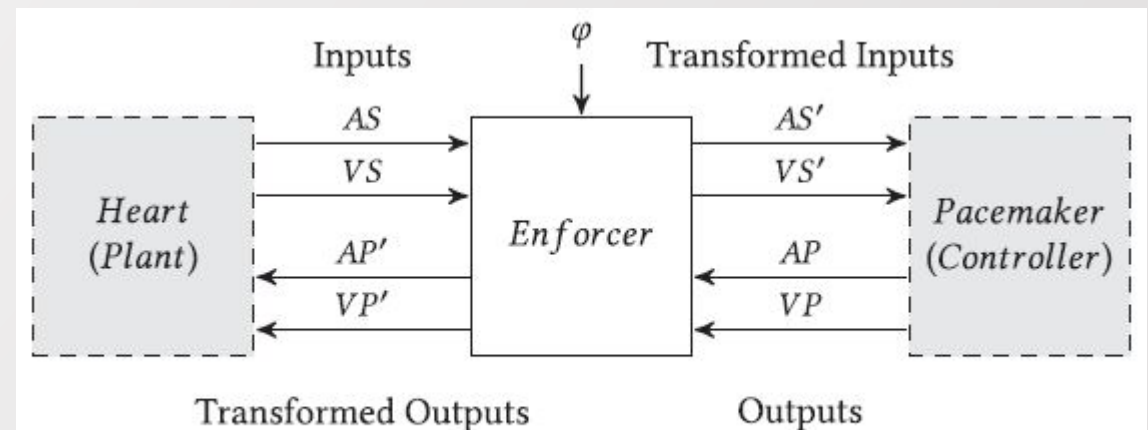 φ
Inputs
Transformed Inputs
AS
AS′
VS
VS′
Heart
(Plant)
Enforcer
Pacemaker
(Controller)
AP′
AP
VP′
VP
Transformed Outputs
Outputs